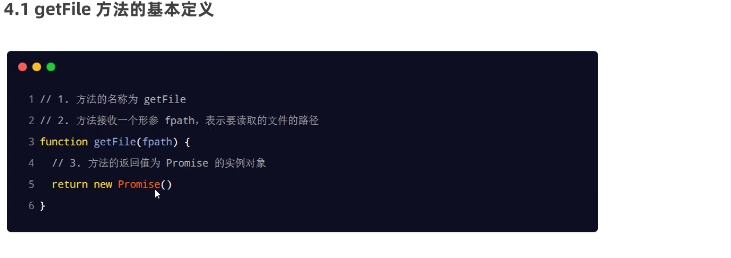 4.1 getFile 方法的基本定义
1 // 1. 方法的名称为 getFile
2 // 2. 方法接收一个形参 fpath，表示要读取的文件的路径
3 function getFile(fpath) {
4   // 3. 方法的返回值为 Promise 的实例对象
5   return new Promise()
6 }